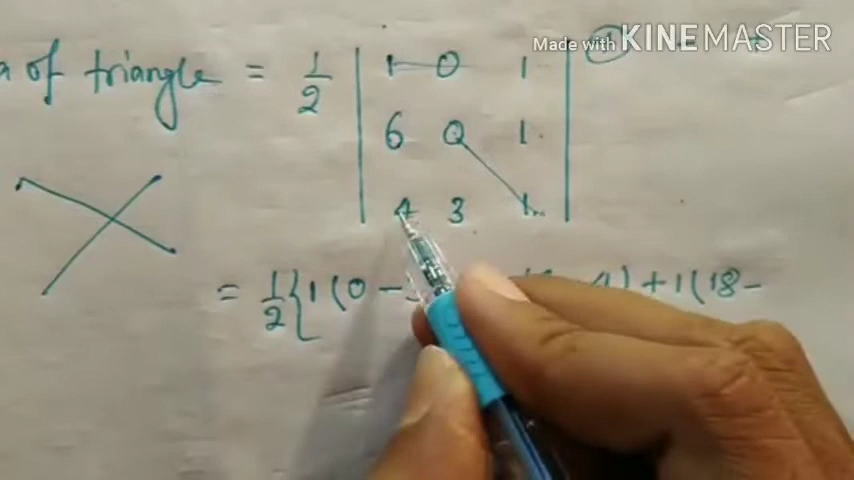 Made with KINEMASTER
a of triangle = 1/2 | 1 0 1 |
| 6 0 1 |
| 4 3 1 |
= 1/2 { 1 (0 - 4) + 1 (18 -